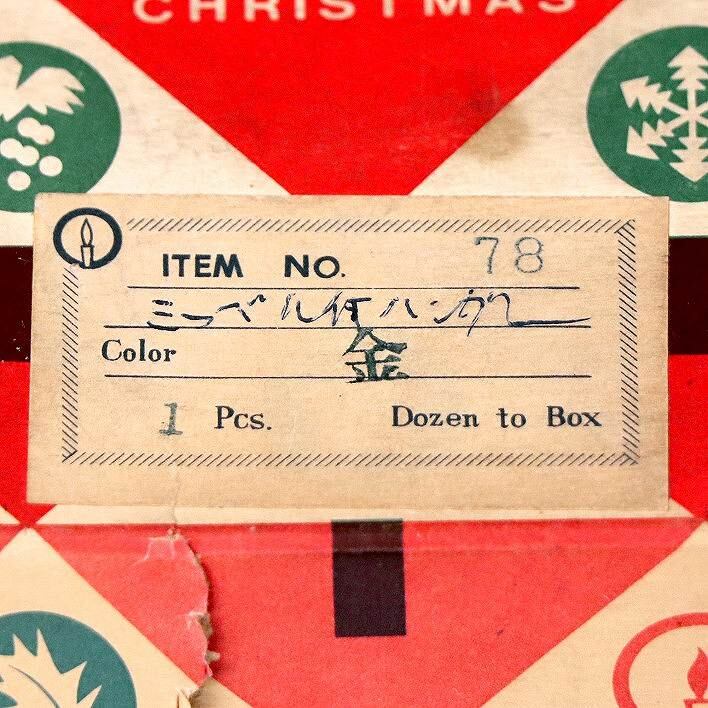 CHRISTMAS
ITEM NO. 78
ミニベル付ハンガー
Color 金
1 Pcs. Dozen to Box